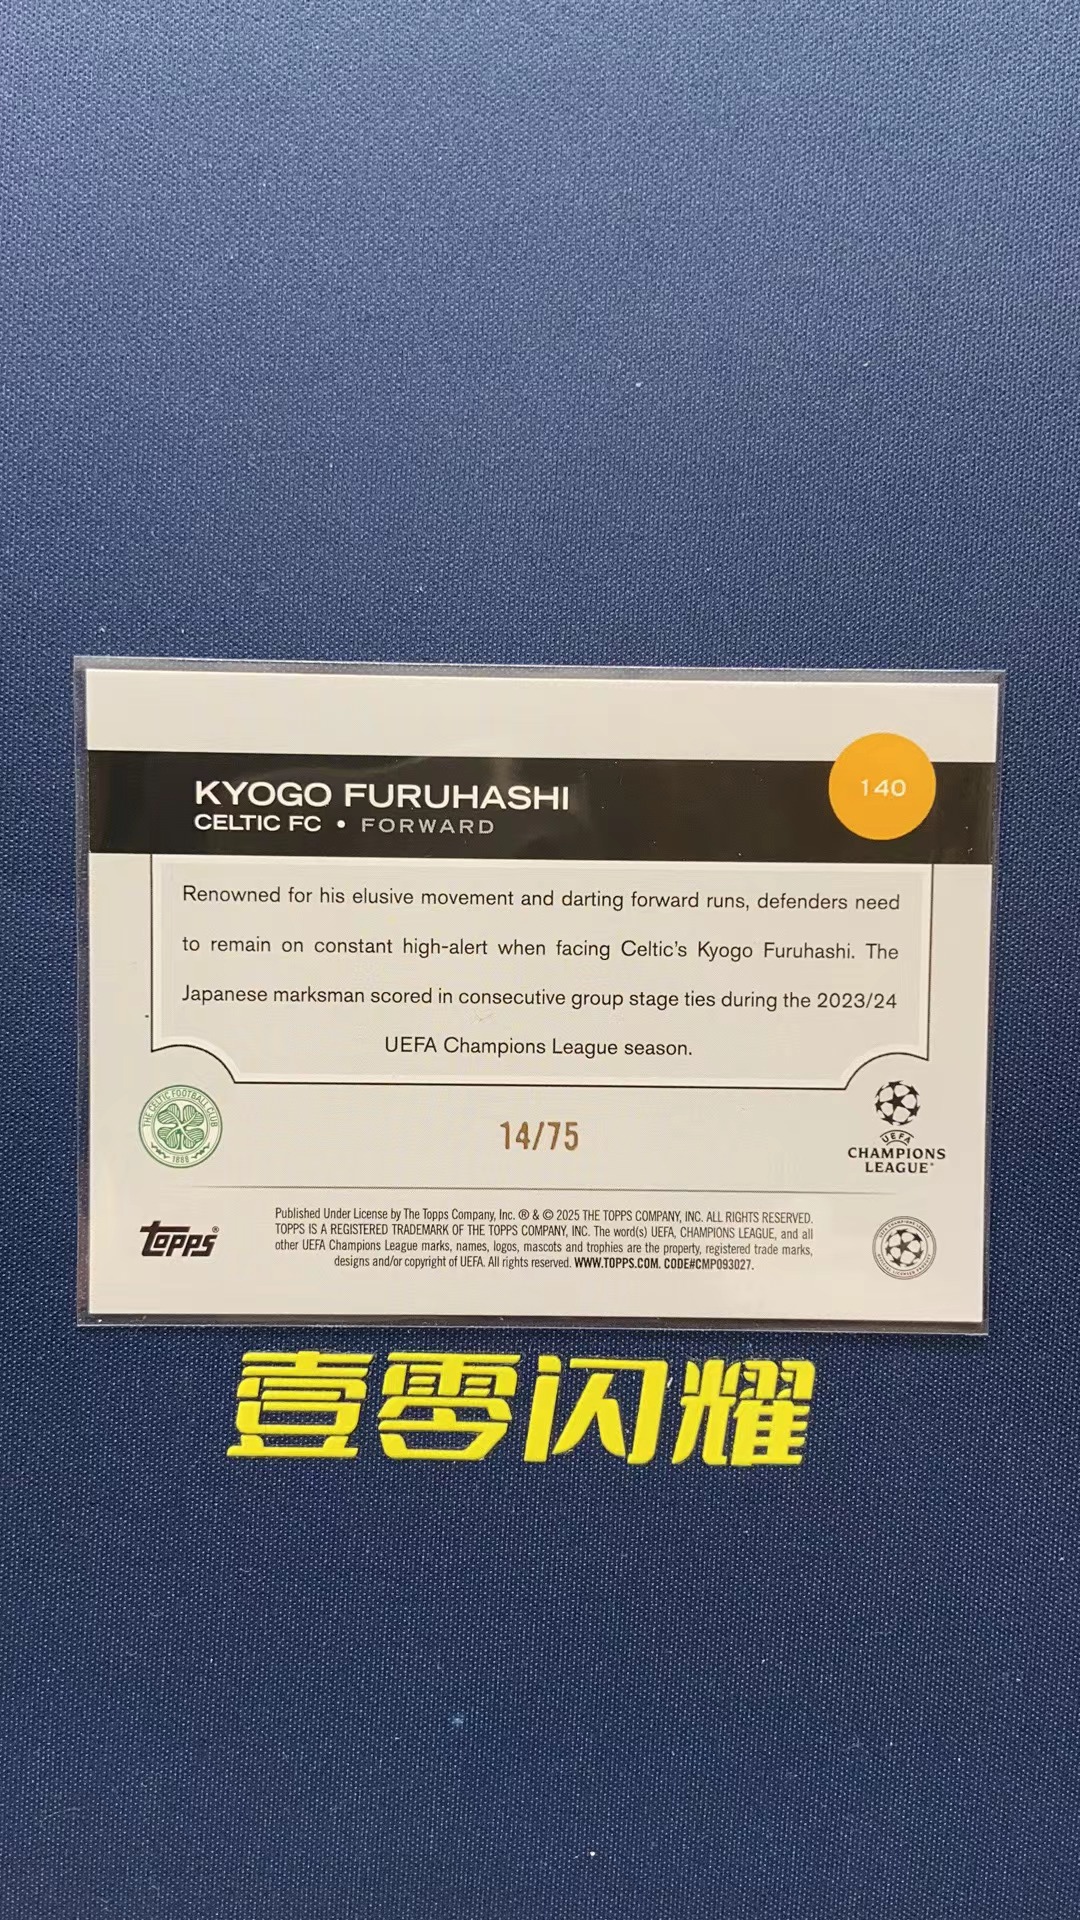 KYOGO FURUHASHI
140
CELTIC FC • FORWARD
Renowned for his elusive movement and darting forward runs, defenders need
to remain on constant high-alert when facing Celtic's Kyogo Furuhashi. The
Japanese marksman scored in consecutive group stage ties during the 2023/24
UEFA Champions League season.
THE CELTIC FOOTBALL CLUB
1888
14/75
UEFA
CHAMPIONS
LEAGUE
Topps®
Published Under License by The Topps Company, Inc. ® & © 2025 THE TOPPS COMPANY, INC. ALL RIGHTS RESERVED.
TOPPS IS A REGISTERED TRADEMARK OF THE TOPPS COMPANY, INC. The word(s) UEFA, CHAMPIONS LEAGUE, and all
other UEFA Champions League marks, names, logos, mascots and trophies are the property, registered trade marks,
designs and/or copyright of UEFA. All rights reserved. WWW.TOPPS.COM. CODE#CMP093027.
壹零闪耀